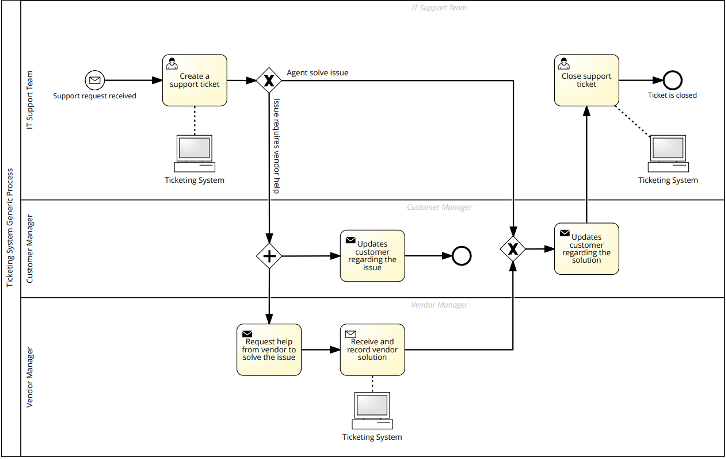 Ticketing System Generic Process
IT Support Team
IT Support Team
Support request received
Create a
support ticket
Agent solve issue
Issue requires vendor help
Ticketing System
Close support
ticket
Ticket is closed
Ticketing System
Customer Manager
Customer Manager
Updates
customer
regarding the
issue
Updates
customer
regarding the
solution
Vendor Manager
Vendor Manager
Request help
from vendor to
solve the issue
Receive and
record vendor
solution
Ticketing System